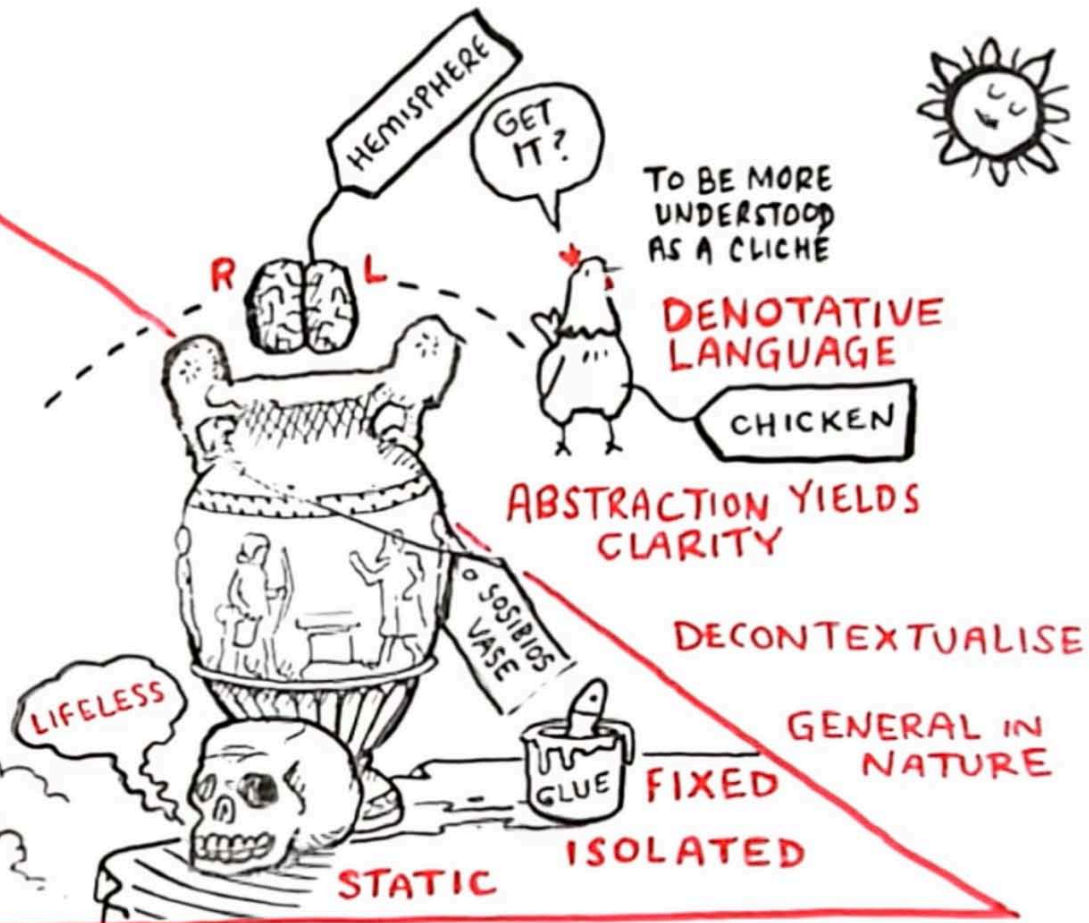 HEMISPHERE
GET
IT?
TO BE MORE
UNDERSTOOD
AS A CLICHÉ
R
L
DENOTATIVE
LANGUAGE
CHICKEN
ABSTRACTION YIELDS
CLARITY
SOSIBIOS
VASE
DECONTEXTUALISE
LIFELESS
GENERAL IN
NATURE
GLUE
FIXED
ISOLATED
STATIC